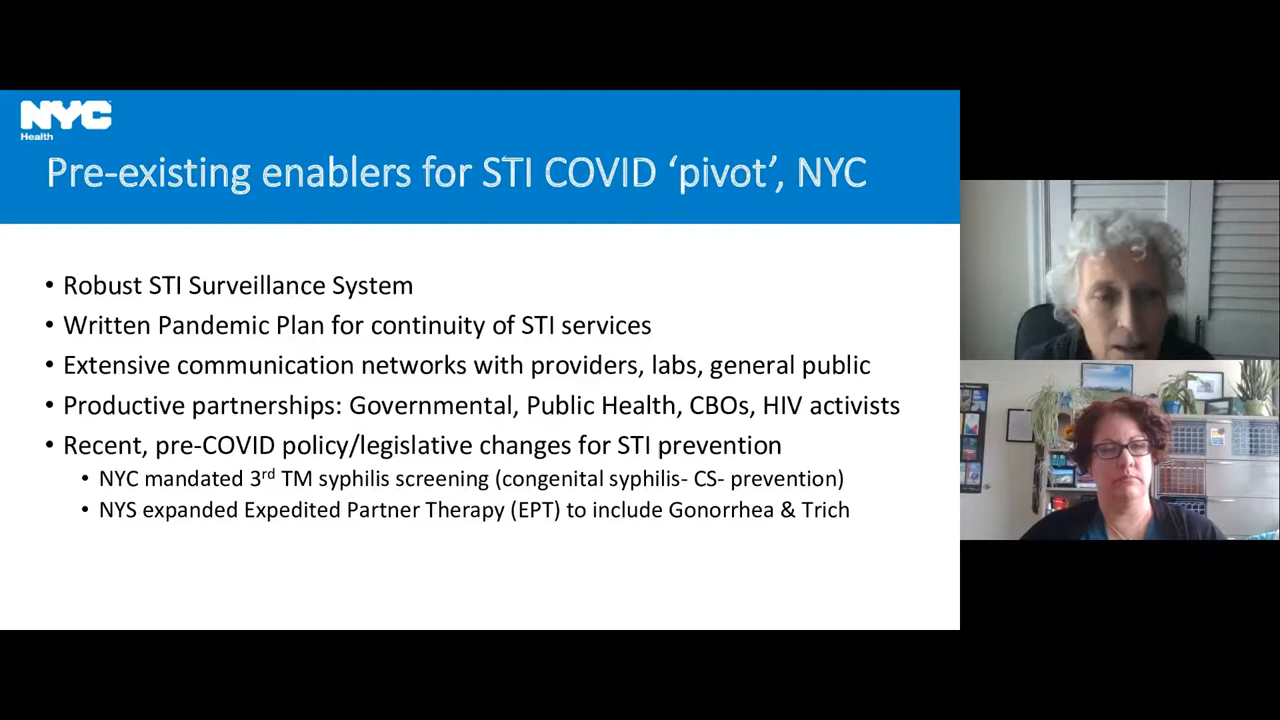 NYC
Health
Pre-existing enablers for STI COVID ‘pivot’, NYC
• Robust STI Surveillance System
• Written Pandemic Plan for continuity of STI services
• Extensive communication networks with providers, labs, general public
• Productive partnerships: Governmental, Public Health, CBOs, HIV activists
• Recent, pre-COVID policy/legislative changes for STI prevention
• NYC mandated 3rd TM syphilis screening (congenital syphilis- CS- prevention)
• NYS expanded Expedited Partner Therapy (EPT) to include Gonorrhea & Trich